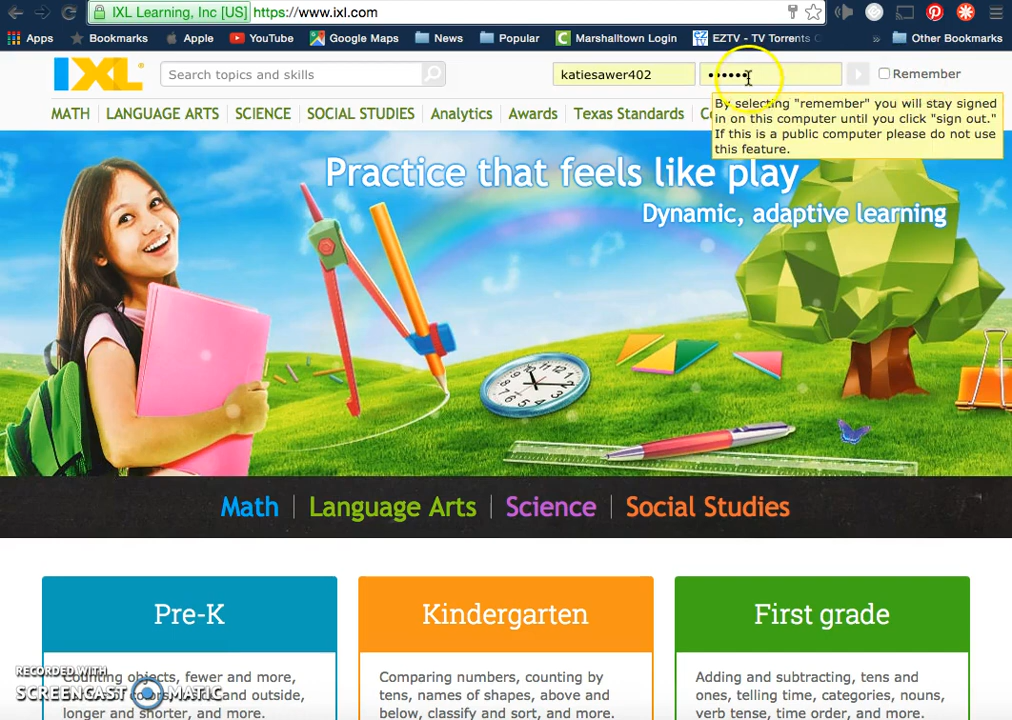 IXL Learning, Inc [US] https://www.ixl.com
Apps Bookmarks Apple YouTube Google Maps News Popular Marshalltown Login EZTV - TV Torrents » Other Bookmarks
IXL Search topics and skills katiesawer402 •••••• Remember
By selecting "remember" you will stay signed
in on this computer until you click "sign out."
If this is a public computer please do not use
this feature.
MATH LANGUAGE ARTS SCIENCE SOCIAL STUDIES Analytics Awards Texas Standards
Practice that feels like play
Dynamic, adaptive learning
Math Language Arts Science Social Studies
Pre-K
Counting objects, fewer and more,
outside,
longer and shorter, and more.
Kindergarten
Comparing numbers, counting by
tens, names of shapes, above and
below, classify and sort, and more.
First grade
Adding and subtracting, tens and
ones, telling time, categories, nouns,
verb tense, time order, and more.
RECORDED WITH
SCREENCAST MATIC